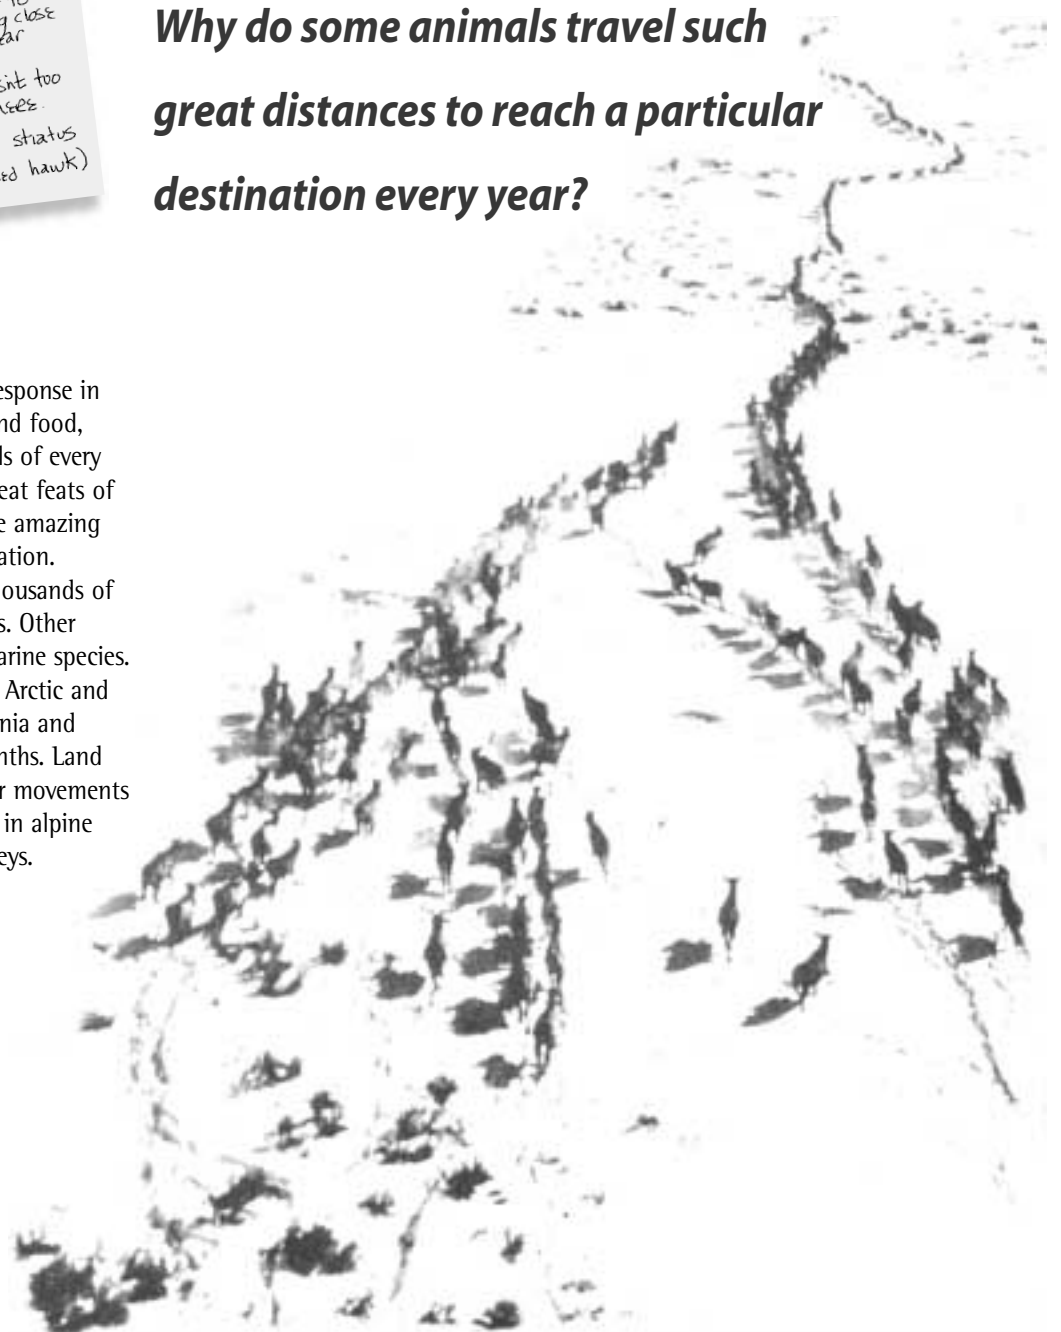 close
Why do some animals travel such
great distances to reach a particular
destination every year?
too
stratus
hawk)
esponse in
nd food,
ls of every
eat feats of
e amazing
ation.
ousands of
s. Other
arine species.
Arctic and
nia and
nths. Land
r movements
in alpine
eys.